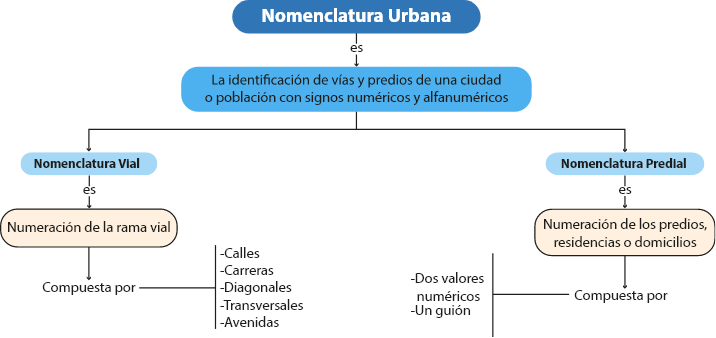 Nomenclatura Urbana
es
La identificación de vías y predios de una ciudad
o población con signos numéricos y alfanuméricos
Nomenclatura Vial
es
Numeración de la rama vial
Compuesta por
-Calles
-Carreras
-Diagonales
-Transversales
-Avenidas
Nomenclatura Predial
es
Numeración de los predios,
residencias o domicilios
Compuesta por
-Dos valores
numéricos
-Un guión